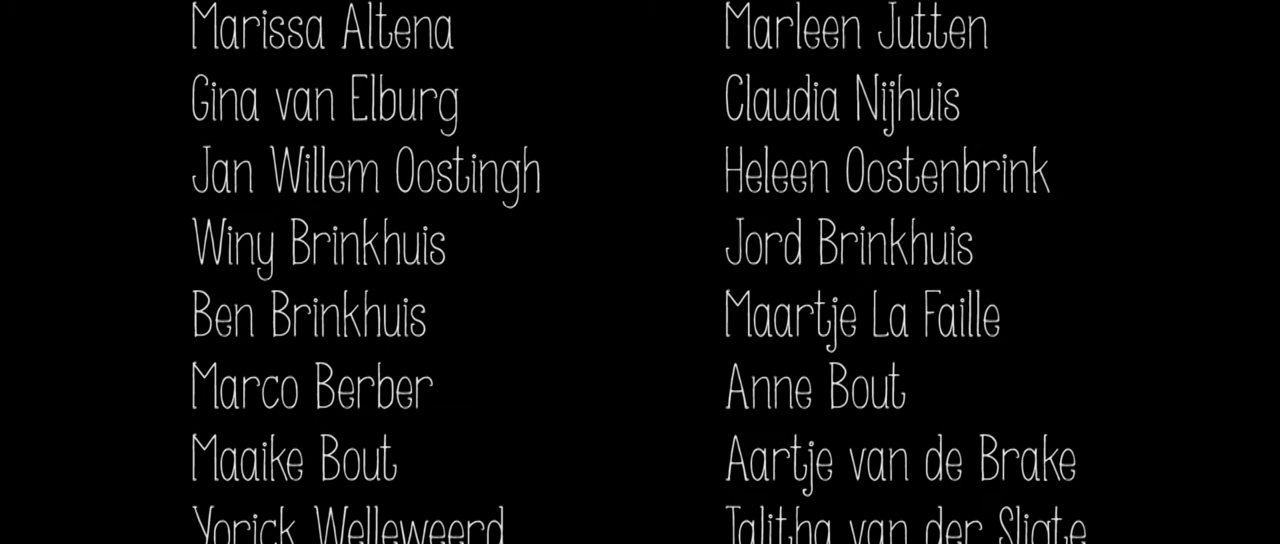 Marissa Altena
Gina van Elburg
Jan Willem Oostingh
Winy Brinkhuis
Ben Brinkhuis
Marco Berber
Maaike Bout
Yorick Welleweerd
Marleen Jutten
Claudia Nijhuis
Heleen Oostenbrink
Jord Brinkhuis
Maartje La Faille
Anne Bout
Aartje van de Brake
Talitha van der Sligte